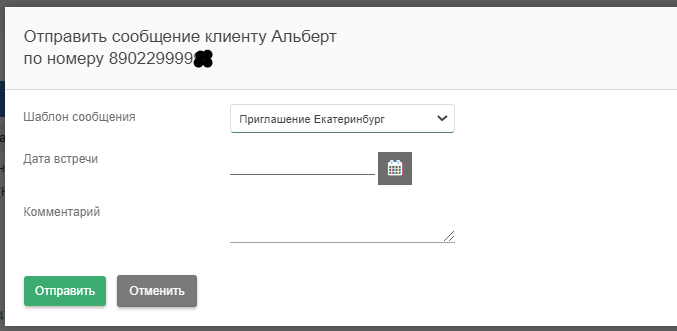 Отправить сообщение клиенту Альберт
по номеру 890229999
Шаблон сообщения
Приглашение Екатеринбург
Дата встречи
Комментарий
Отправить
Отменить